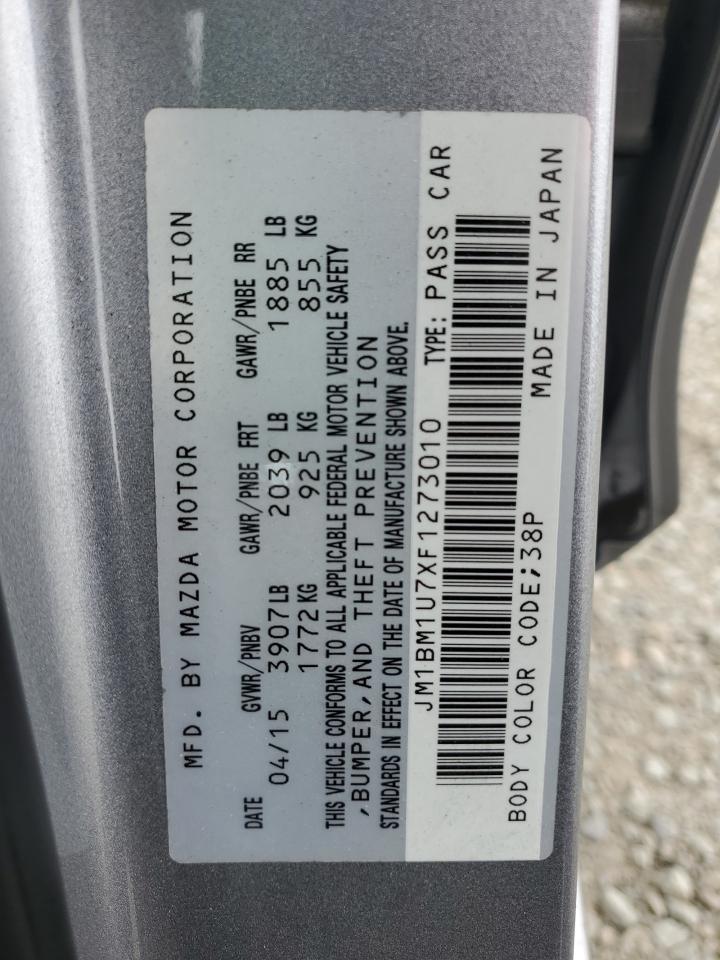 MFD. BY MAZDA MOTOR CORPORATION
DATE GVWR/PNBV GAWR/PNBE FRT GAWR/PNBE RR
04/15 3907LB 2039 LB 1885 LB
1772KG 925 KG 855 KG
THIS VEHICLE CONFORMS TO ALL APPLICABLE FEDERAL MOTOR VEHICLE SAFETY
,BUMPER,AND THEFT PREVENTION
STANDARDS IN EFFECT ON THE DATE OF MANUFACTURE SHOWN ABOVE.
JM1BM1U7XF1273010 TYPE: PASS CAR
BODY COLOR CODE;38P MADE IN JAPAN